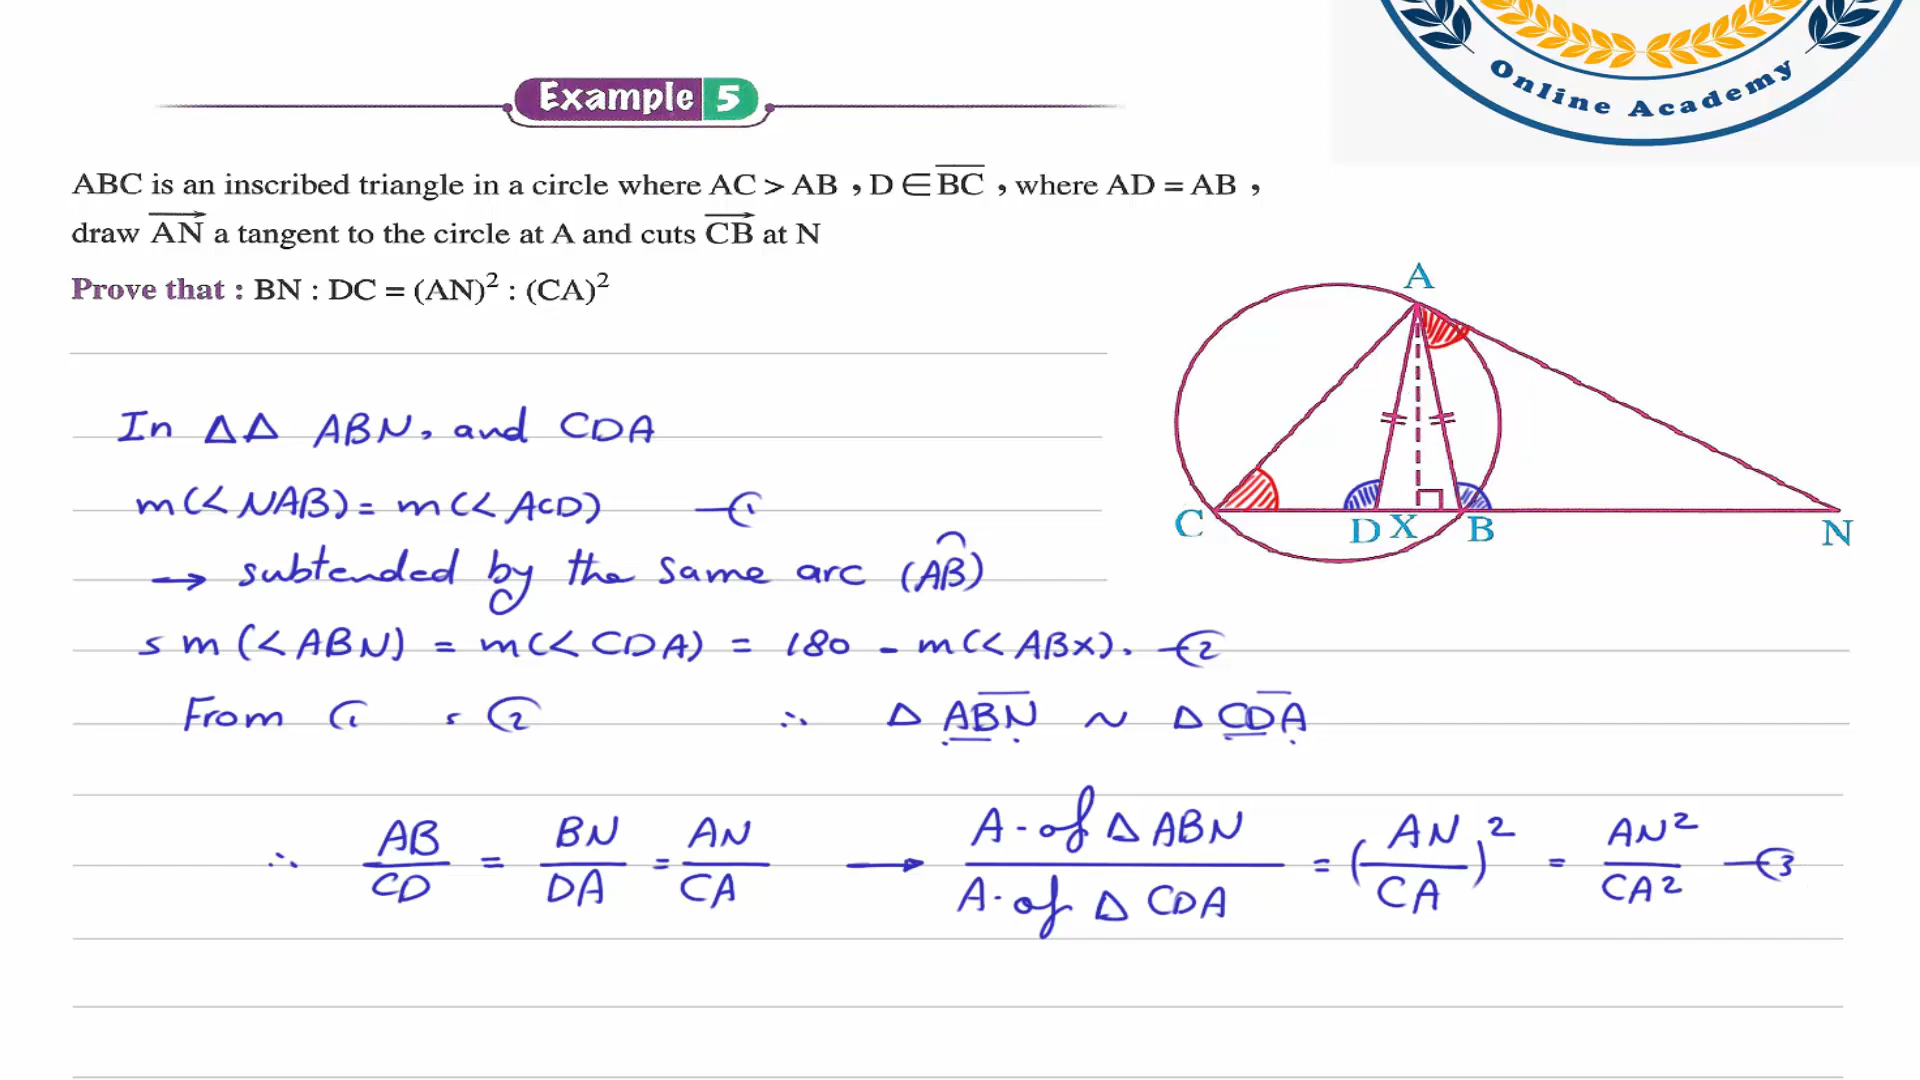 Online Academy
Example 5
ABC is an inscribed triangle in a circle where AC > AB , D ∈ BC , where AD = AB ,
draw AN a tangent to the circle at A and cuts CB at N
Prove that : BN : DC = (AN)² : (CA)²
A
C D X B N
In ΔΔ ABN, and CDA
m(∠NAB) = m(∠ACD) —①
→ subtended by the same arc (AB)
, m(∠ABN) = m(∠CDA) = 180 - m(∠ABX). —②
From ① , ② ∴ Δ ABN ~ Δ CDA
∴ AB/CD = BN/DA = AN/CA → A. of Δ ABN / A. of Δ CDA = (AN/CA)² = AN²/CA² —③